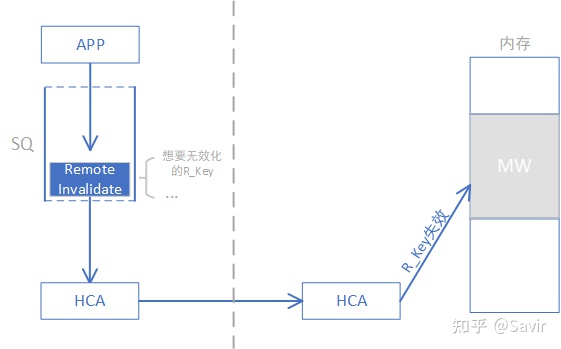 APP
内存
SQ
Remote
Invalidate
想要无效化
的R_Key
...
MW
R_Key失效
HCA
HCA
知乎 @Savir